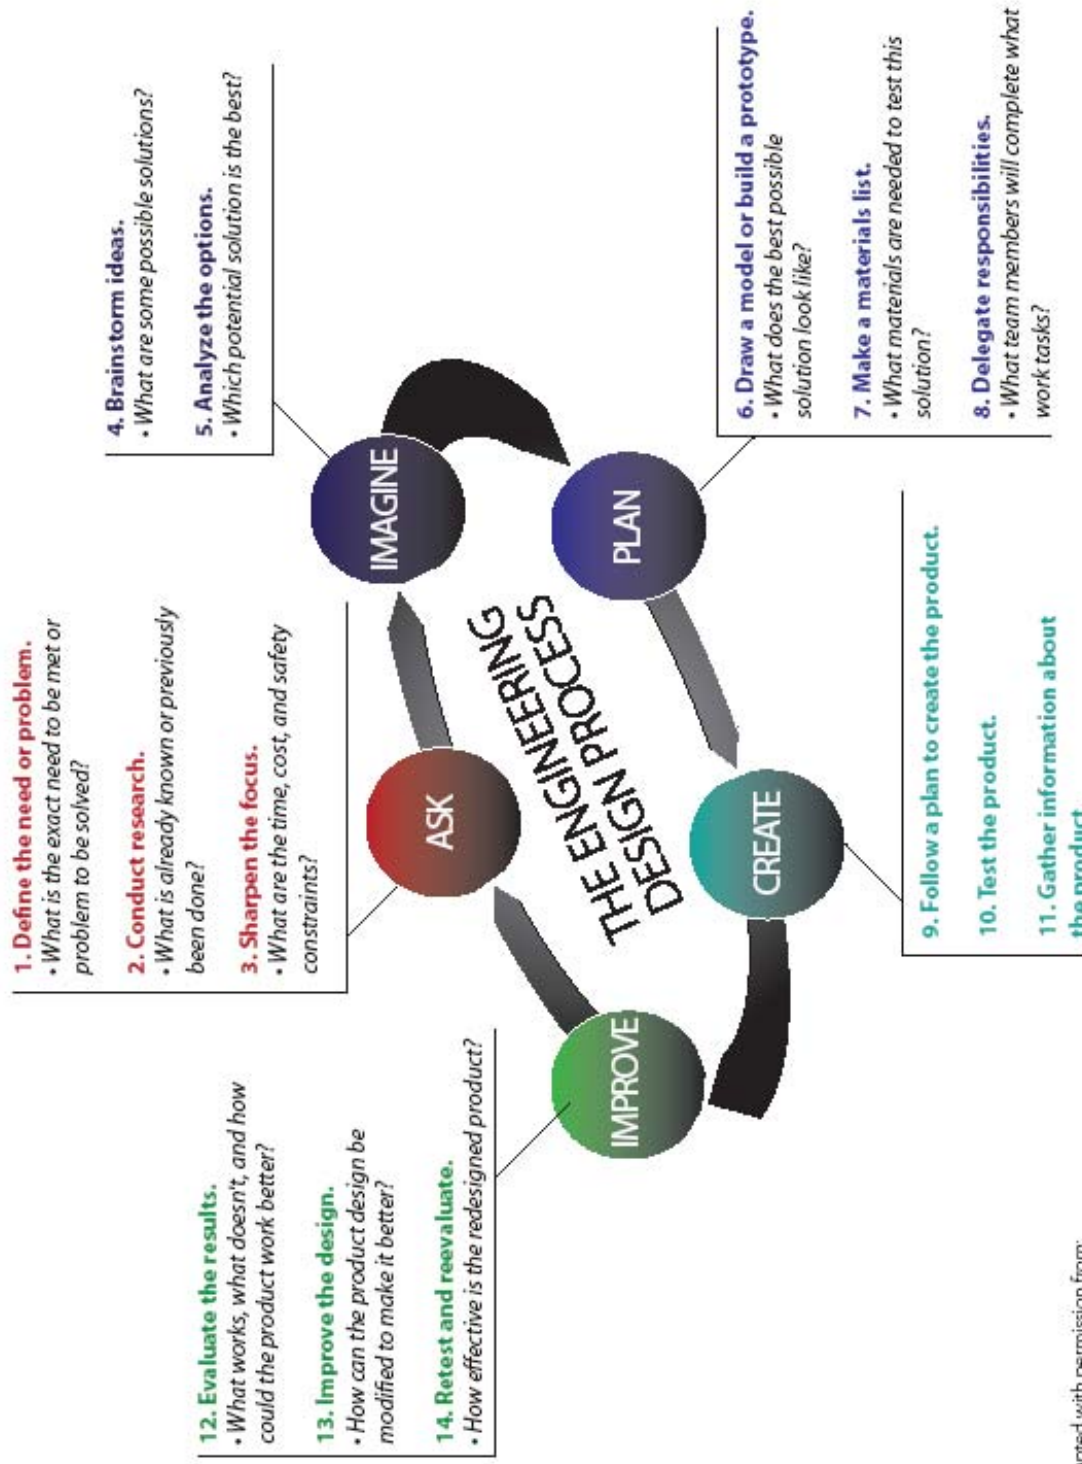 THE ENGINEERING
DESIGN PROCESS
ASK
1. Define the need or problem.
• What is the exact need to be met or
problem to be solved?
2. Conduct research.
• What is already known or previously
been done?
3. Sharpen the focus.
• What are the time, cost, and safety
constraints?
IMAGINE
4. Brainstorm ideas.
• What are some possible solutions?
5. Analyze the options.
• Which potential solution is the best?
PLAN
6. Draw a model or build a prototype.
• What does the best possible
solution look like?
7. Make a materials list.
• What materials are needed to test this
solution?
8. Delegate responsibilities.
• What team members will complete what
work tasks?
CREATE
9. Follow a plan to create the product.
10. Test the product.
11. Gather information about
the product
IMPROVE
12. Evaluate the results.
• What works, what doesn't, and how
could the product work better?
13. Improve the design.
• How can the product design be
modified to make it better?
14. Retest and reevaluate.
• How effective is the redesigned product?
with permission from: